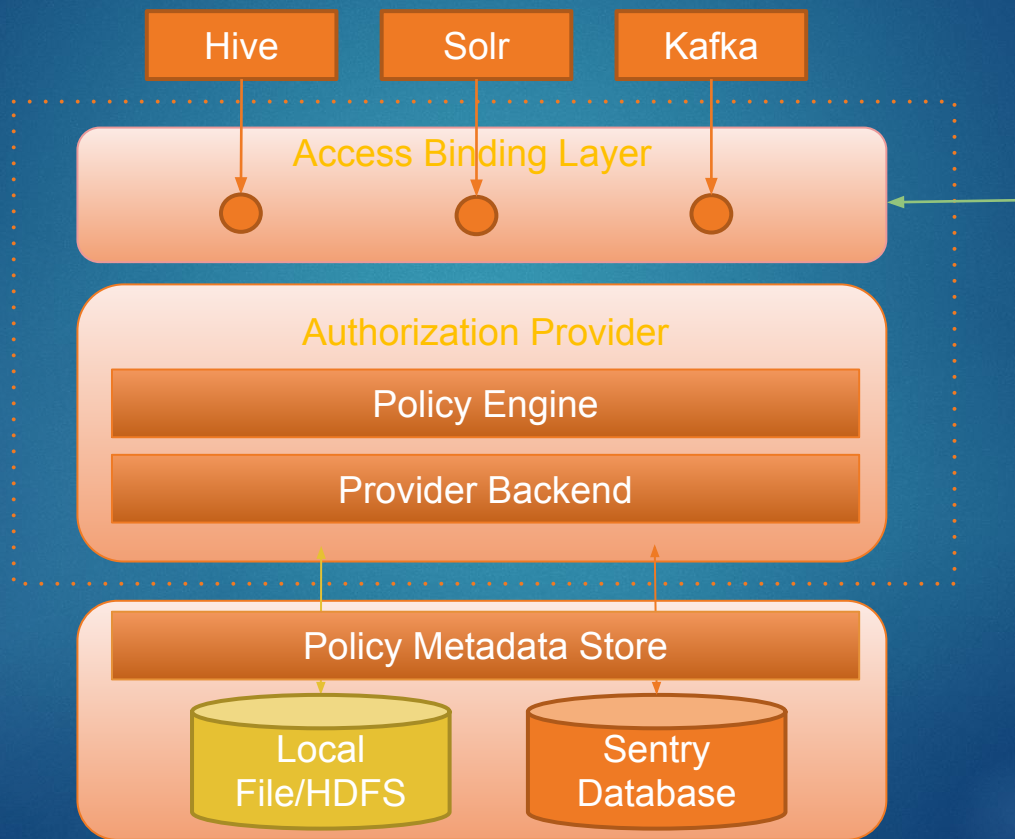 Hive
Solr
Kafka
Access Binding Layer
Authorization Provider
Policy Engine
Provider Backend
Policy Metadata Store
Local
File/HDFS
Sentry
Database